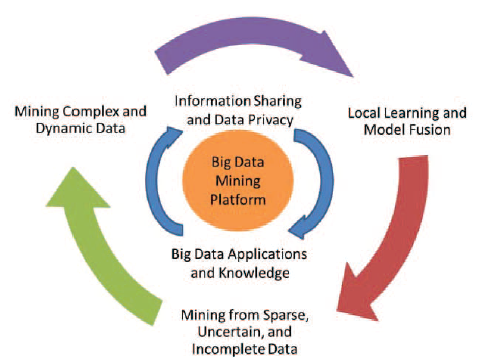 Information Sharing
and Data Privacy
Mining Complex and
Dynamic Data
Local Learning and
Model Fusion
Big Data
Mining
Platform
Big Data Applications
and Knowledge
Mining from Sparse,
Uncertain, and
Incomplete Data